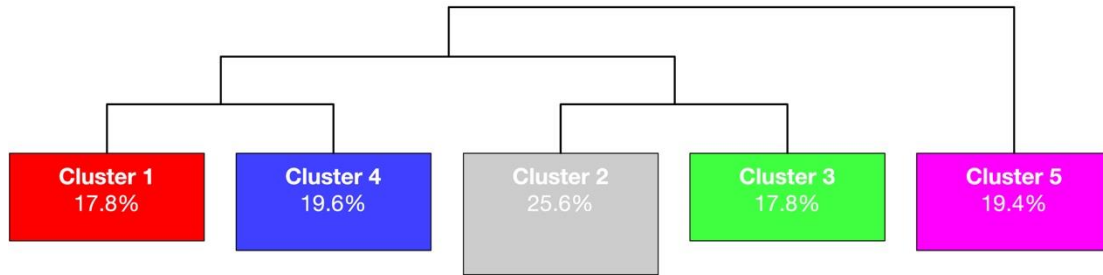 Cluster 1
17.8%
Cluster 4
19.6%
Cluster 2
25.6%
Cluster 3
17.8%
Cluster 5
19.4%